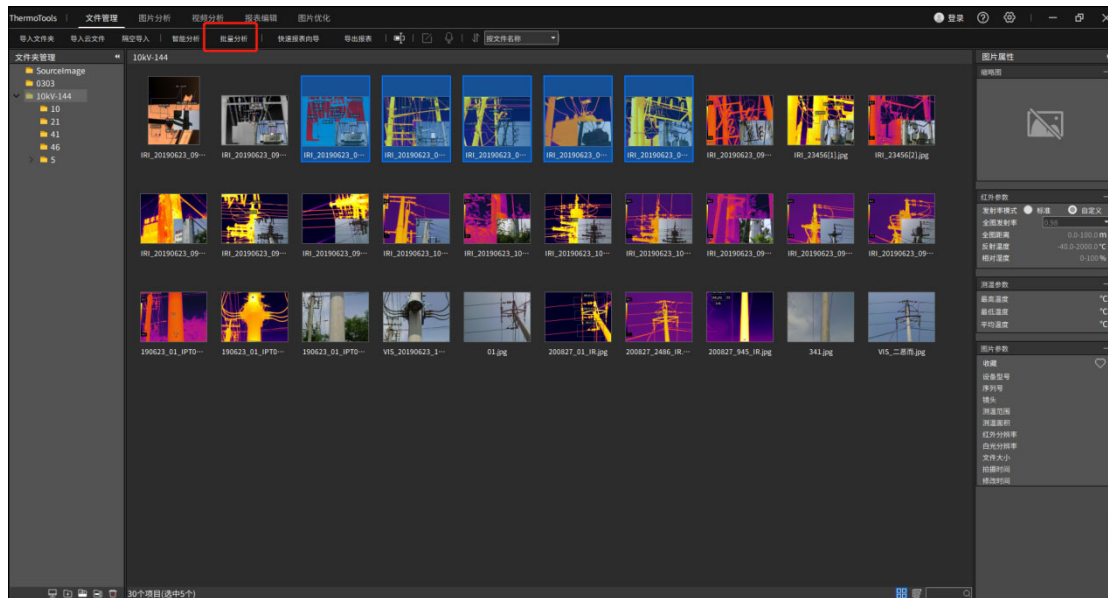 ThermoTools 文件管理 图片分析 视频分析 报表编辑 图片优化 登录
导入文件夹 导入云文件 隔空导入 智能分析 批量分析 快速报表向导 导出报表 按文件名称
文件夹管理
SourceImage
0303
10kV-144
10
21
41
46
5
10kV-144
IRI_20190623_09··· IRI_20190623_09··· IRI_20190623_0··· IRI_20190623_0··· IRI_20190623_0··· IRI_20190623_0··· IRI_20190623_0··· IRI_20190623_09··· IRI_23456[1].jpg IRI_23456[2].jpg
IRI_20190623_09··· IRI_20190623_09··· IRI_20190623_09··· IRI_20190623_10··· IRI_20190623_10··· IRI_20190623_10··· IRI_20190623_10··· IRI_20190623_09··· IRI_20190623_09··· IRI_20190623_09···
190623_01_IPT0··· 190623_01_IPT0··· 190623_01_IPT0··· VIS_20190623_1··· 01.jpg 200827_01_IR.jpg 200827_2486_IR.··· 200827_945_IR.jpg 341.jpg
30个项目(选中5个)
图片属性
缩略图
红外参数
发射率模式 标准 自定义
全图发射率 0.98
全图距离 0.0-100.0 m
反射温度 -40.0-2000.0 °C
相对湿度 0-100 %
测温参数
最高温度 °C
最低温度 °C
平均温度 °C
图片参数
收藏
设备型号
序列号
镜头
测温范围
测温面积
红外分辨率
白光分辨率
文件大小
拍摄时间
修改时间